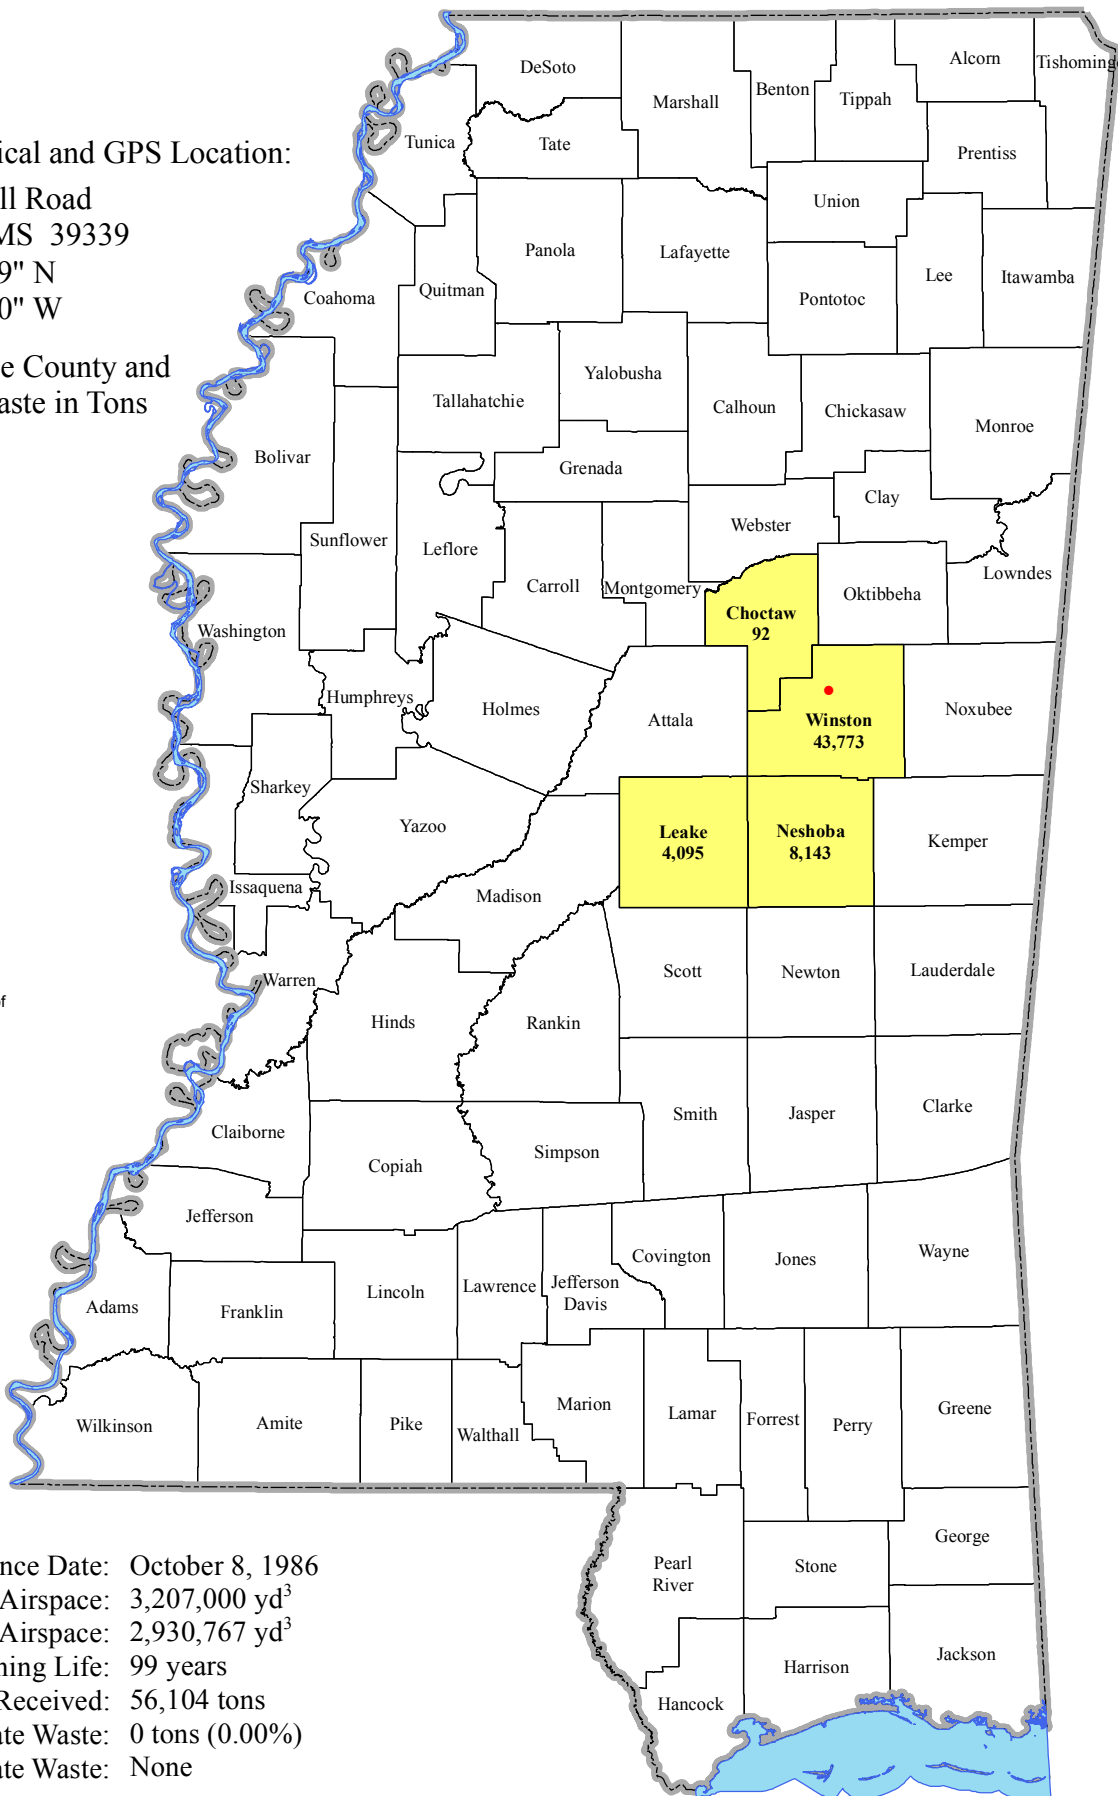 DeSoto
Marshall
Benton
Tippah
Alcorn
Tunica
Tate
Prentiss
ical and GPS Location:
ll Road
MS 39339
9" N
0" W
Union
Panola
Lafayette
Lee
Itawamba
Coahoma
Quitman
Pontotoc
e County and
aste in Tons
Yalobusha
Tallahatchie
Calhoun
Chickasaw
Monroe
Bolivar
Grenada
Clay
Webster
Sunflower
Leflore
Carroll
Montgomery
Lowndes
Oktibbeha
Choctaw
92
Washington
Humphreys
Holmes
Attala
Winston
43,773
Noxubee
Sharkey
Yazoo
Leake
4,095
Neshoba
8,143
Kemper
Issaquena
Madison
Warren
Scott
Newton
Lauderdale
Hinds
Rankin
Smith
Jasper
Clarke
Claiborne
Copiah
Simpson
Jefferson
Covington
Jones
Wayne
Adams
Franklin
Lincoln
Lawrence
Jefferson
Davis
Wilkinson
Amite
Pike
Walthall
Marion
Lamar
Forrest
Perry
Greene
George
Pearl
River
Stone
Jackson
Harrison
Hancock
nce Date: October 8, 1986
Airspace: 3,207,000 yd³
Airspace: 2,930,767 yd³
ning Life: 99 years
Received: 56,104 tons
ate Waste: 0 tons (0.00%)
ate Waste: None